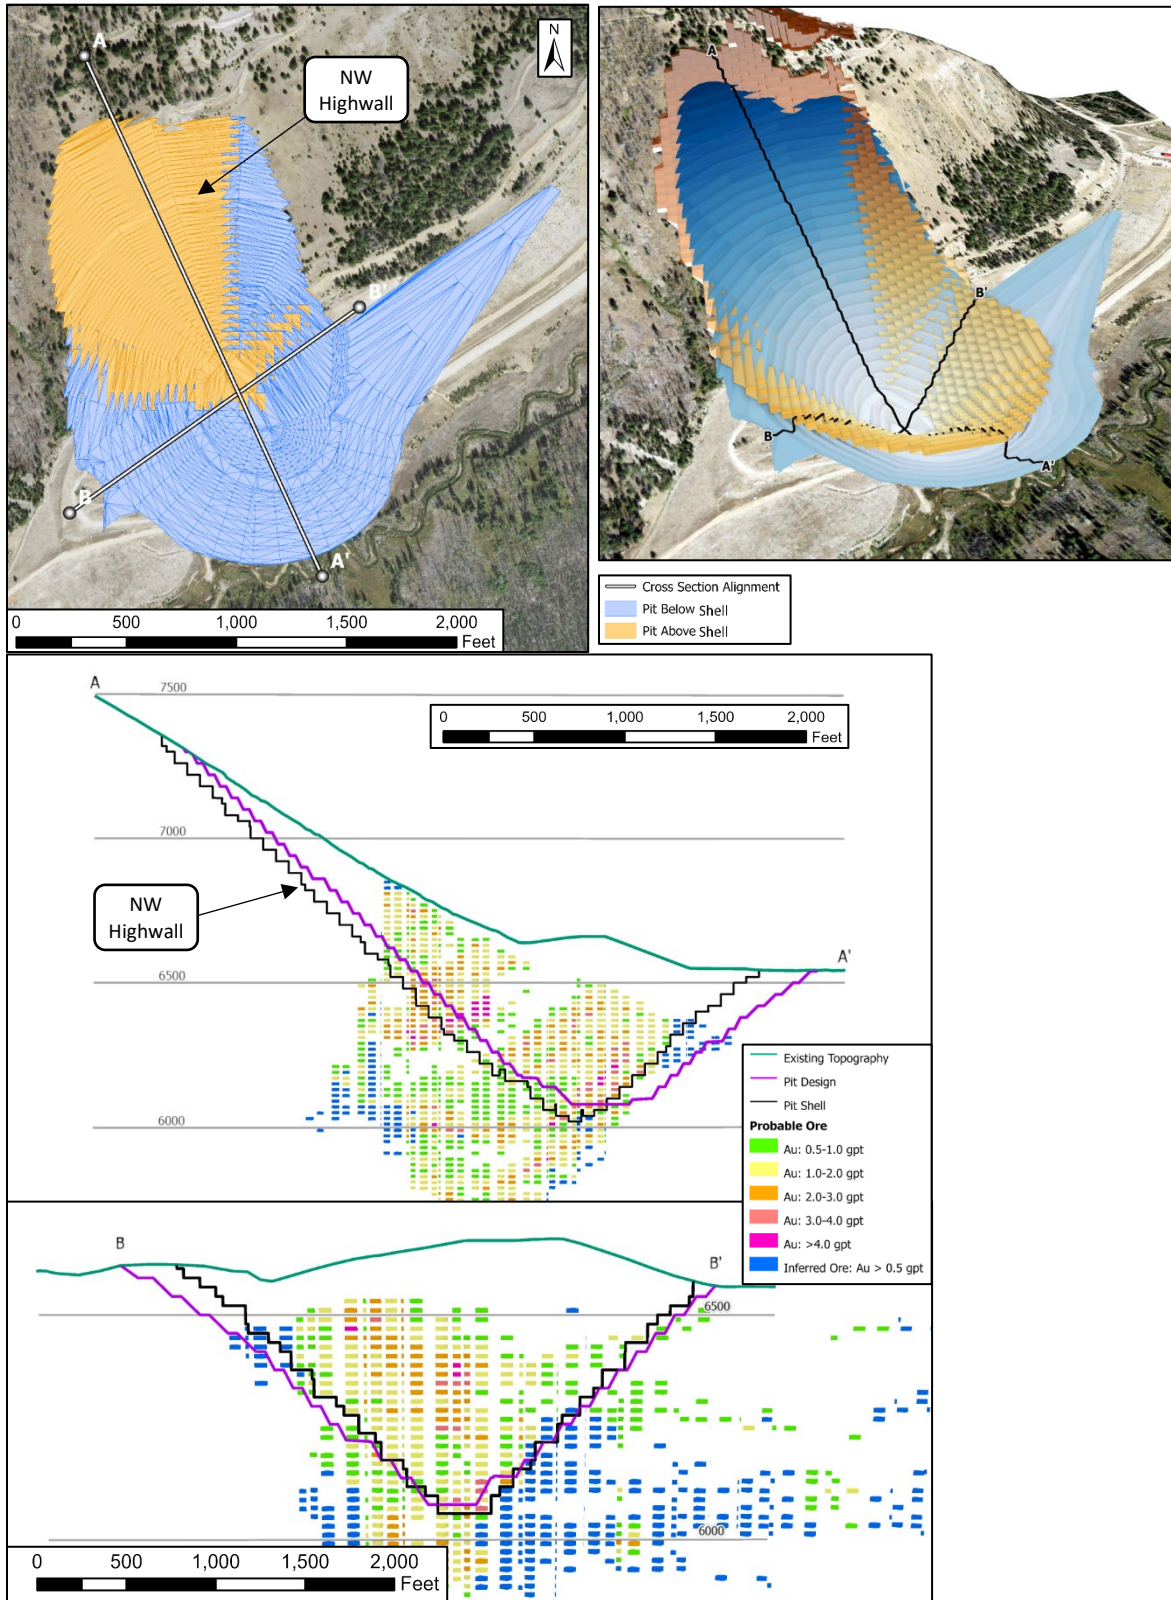 A
N
NW
Highwall
B'
B
A'
0 500 1,000 1,500 2,000
Feet
A
B'
B
A'
Cross Section Alignment
Pit Below Shell
Pit Above Shell
A
7500
0 500 1,000 1,500 2,000
Feet
7000
NW
Highwall
A'
6500
6000
Existing Topography
Pit Design
Pit Shell
Probable Ore
Au: 0.5-1.0 gpt
Au: 1.0-2.0 gpt
Au: 2.0-3.0 gpt
Au: 3.0-4.0 gpt
Au: >4.0 gpt
Inferred Ore: Au > 0.5 gpt
B
B'
6500
6000
0 500 1,000 1,500 2,000
Feet